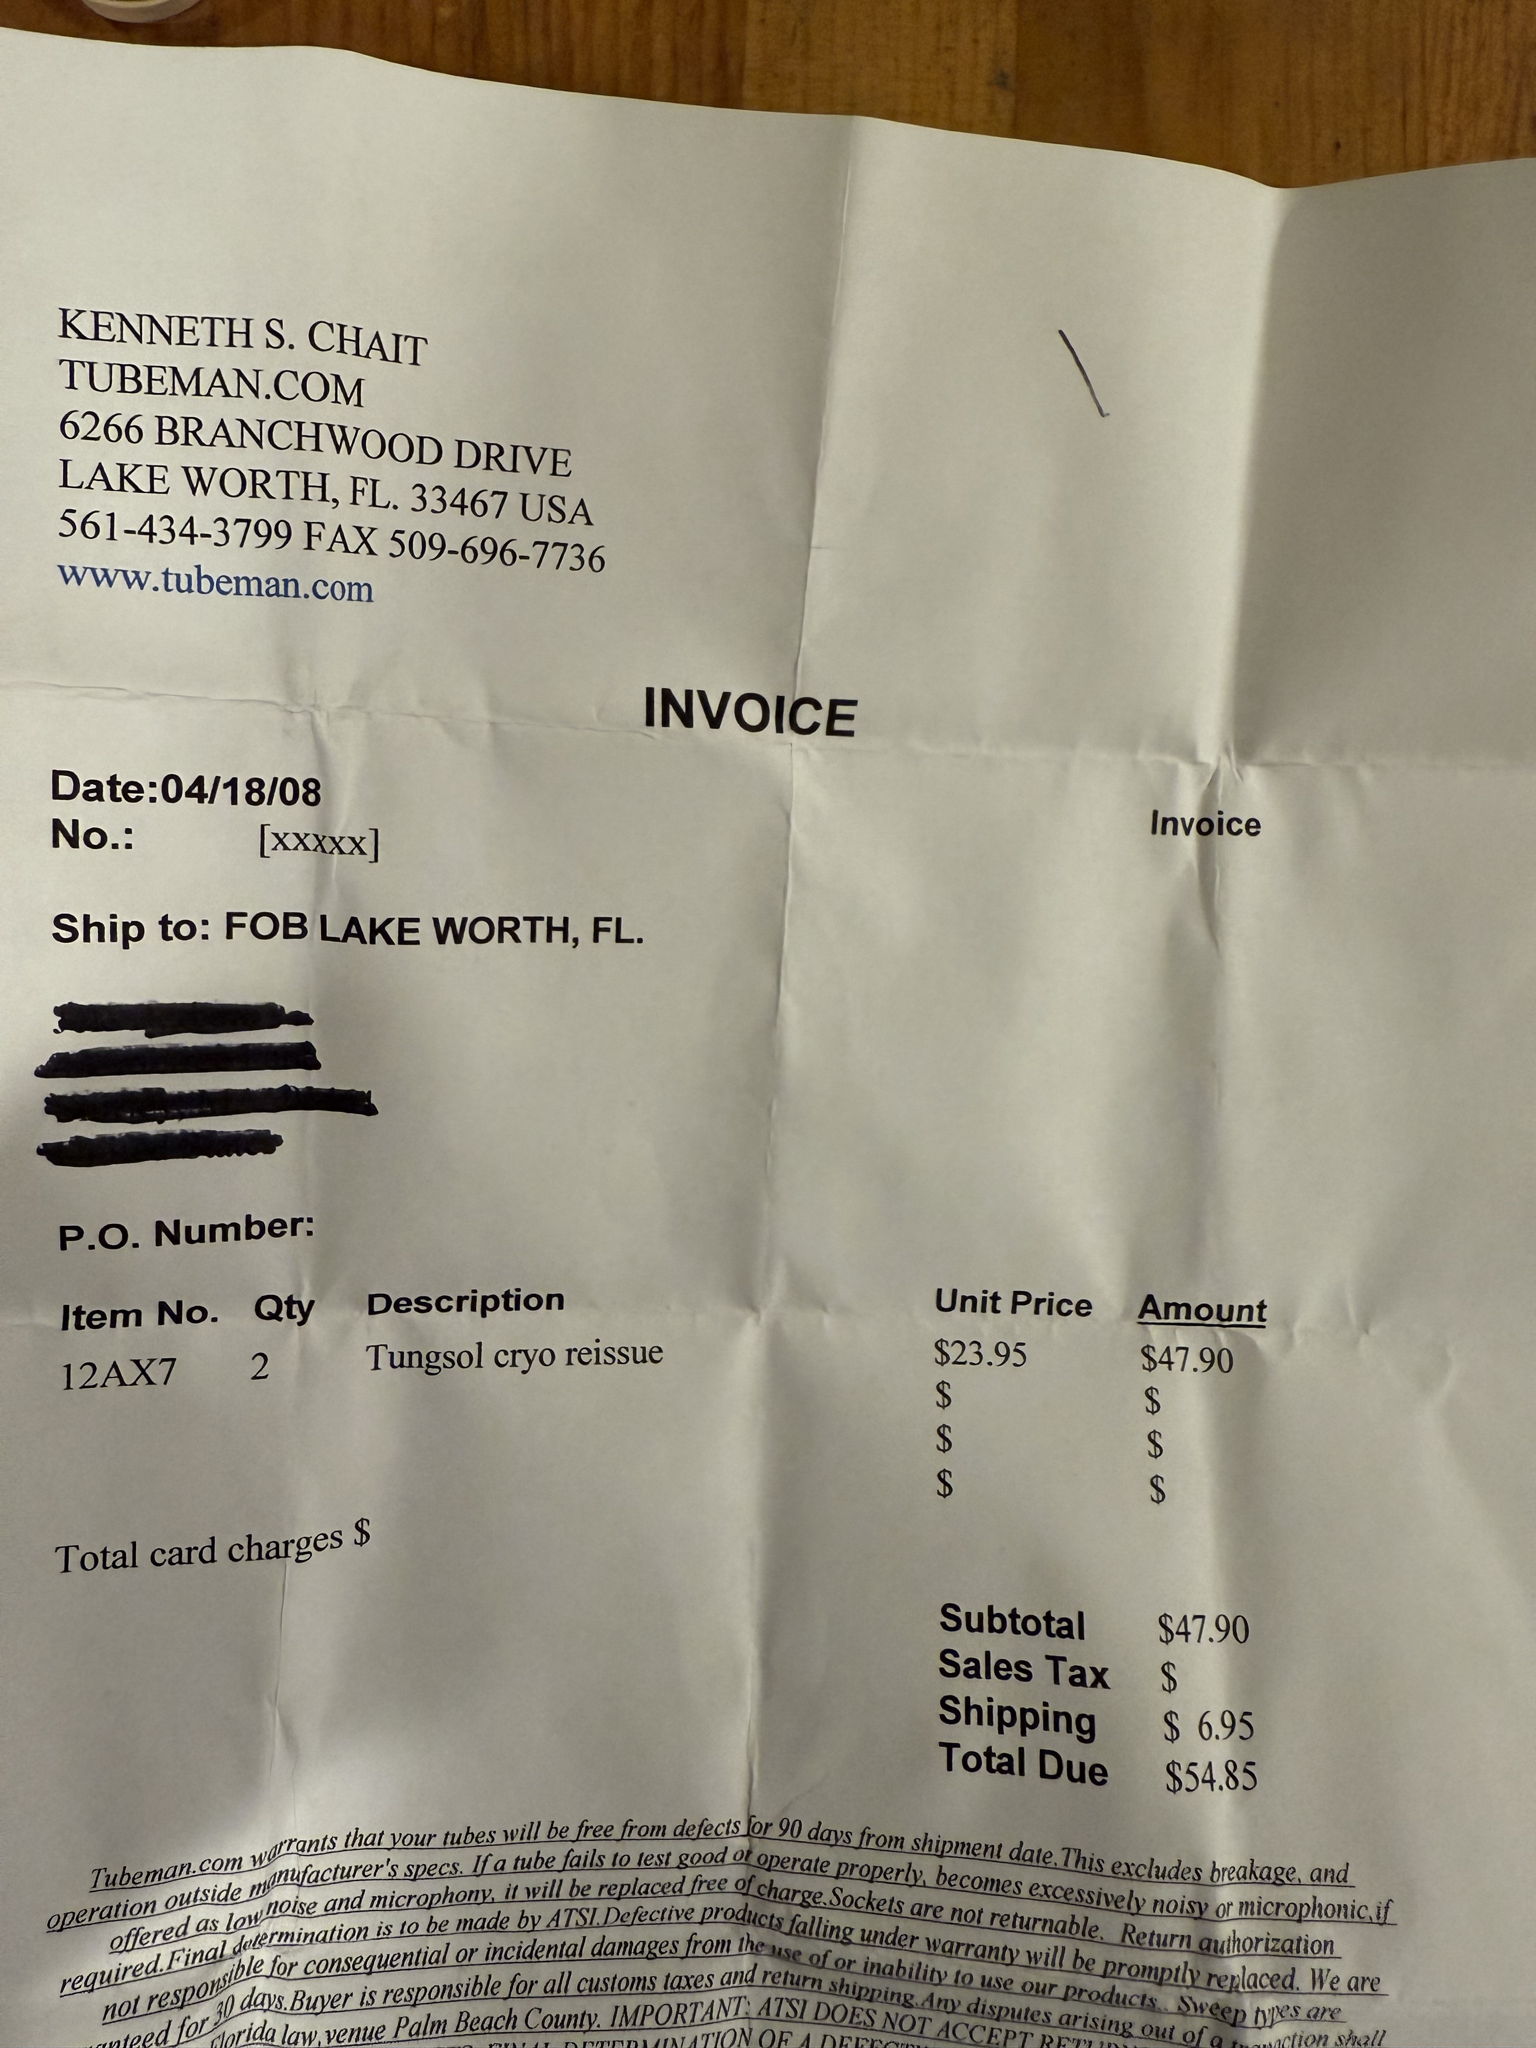 KENNETH S. CHAIT
TUBEMAN.COM
6266 BRANCHWOOD DRIVE
LAKE WORTH, FL. 33467 USA
561-434-3799 FAX 509-696-7736
www.tubeman.com
INVOICE
Date:04/18/08
No.: [xxxxx]
Invoice
Ship to: FOB LAKE WORTH, FL.
P.O. Number:
Item No. Qty Description Unit Price Amount
12AX7 2 Tungsol cryo reissue $23.95 $47.90
$ $
$ $
$ $
Total card charges $
Subtotal $47.90
Sales Tax $
Shipping $ 6.95
Total Due $54.85
Tubeman.com warrants that your tubes will be free from defects for 90 days from shipment date.This excludes breakage, and
operation outside manufacturer's specs. If a tube fails to test good or operate properly, becomes excessively noisy or microphonic,if
offered as low noise and microphony, it will be replaced free of charge.Sockets are not returnable. Return authorization
required.Final determination is to be made by ATSI.Defective products falling under warranty will be promptly replaced. We are
not responsible for consequential or incidental damages from the use of or inability to use our products. Sweep types are
for 30 days.Buyer is responsible for all customs taxes and return shipping.Any disputes arising out of a transaction shall
law,venue Palm Beach County. IMPORTANT: ATSI DOES NOT ACCEPT
DETERMINATION OF A